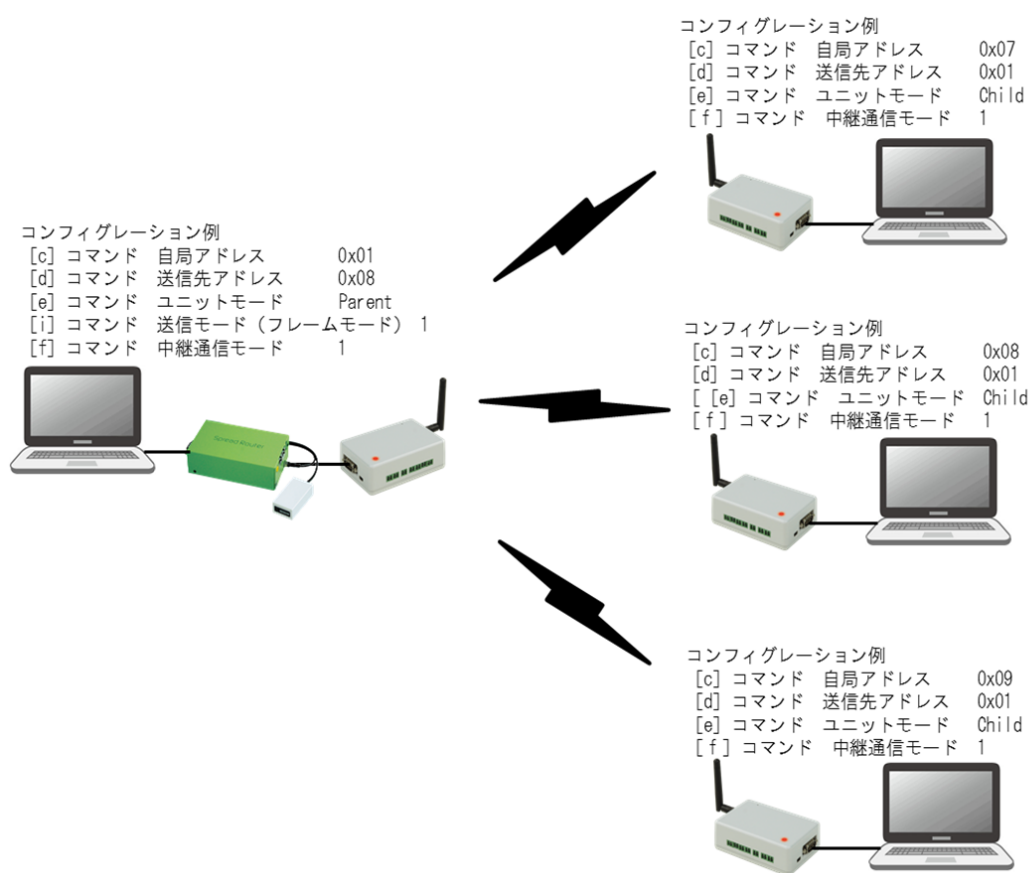 コンフィグレーション例
[c] コマンド 自局アドレス 0x01
[d] コマンド 送信先アドレス 0x08
[e] コマンド ユニットモード Parent
[i] コマンド 送信モード（フレームモード） 1
[f] コマンド 中継通信モード 1
コンフィグレーション例
[c] コマンド 自局アドレス 0x07
[d] コマンド 送信先アドレス 0x01
[e] コマンド ユニットモード Child
[f] コマンド 中継通信モード 1
コンフィグレーション例
[c] コマンド 自局アドレス 0x08
[d] コマンド 送信先アドレス 0x01
[ [e] コマンド ユニットモード Child
[f] コマンド 中継通信モード 1
コンフィグレーション例
[c] コマンド 自局アドレス 0x09
[d] コマンド 送信先アドレス 0x01
[e] コマンド ユニットモード Child
[f] コマンド 中継通信モード 1